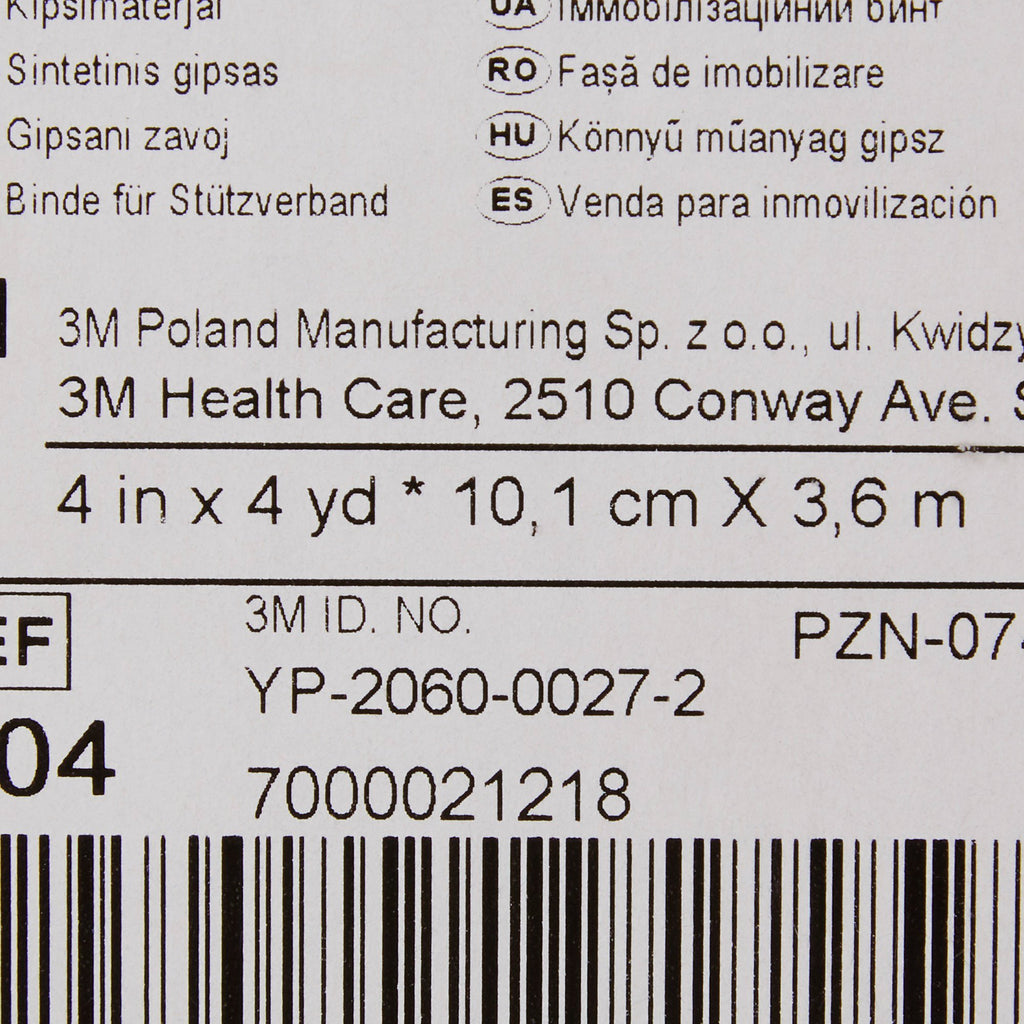 Kipsimaterjal
UA Іммобілізаційний бинт
Sintetinis gipsas
RO Fașă de imobilizare
Gipsani zavoj
HU Könnyű műanyag gipsz
Binde für Stützverband
ES Venda para inmovilización
3M Poland Manufacturing Sp. z o.o., ul. Kwidzy
3M Health Care, 2510 Conway Ave. S
4 in x 4 yd * 10,1 cm X 3,6 m
EF
3M ID. NO.
PZN-07
YP-2060-0027-2
04
7000021218